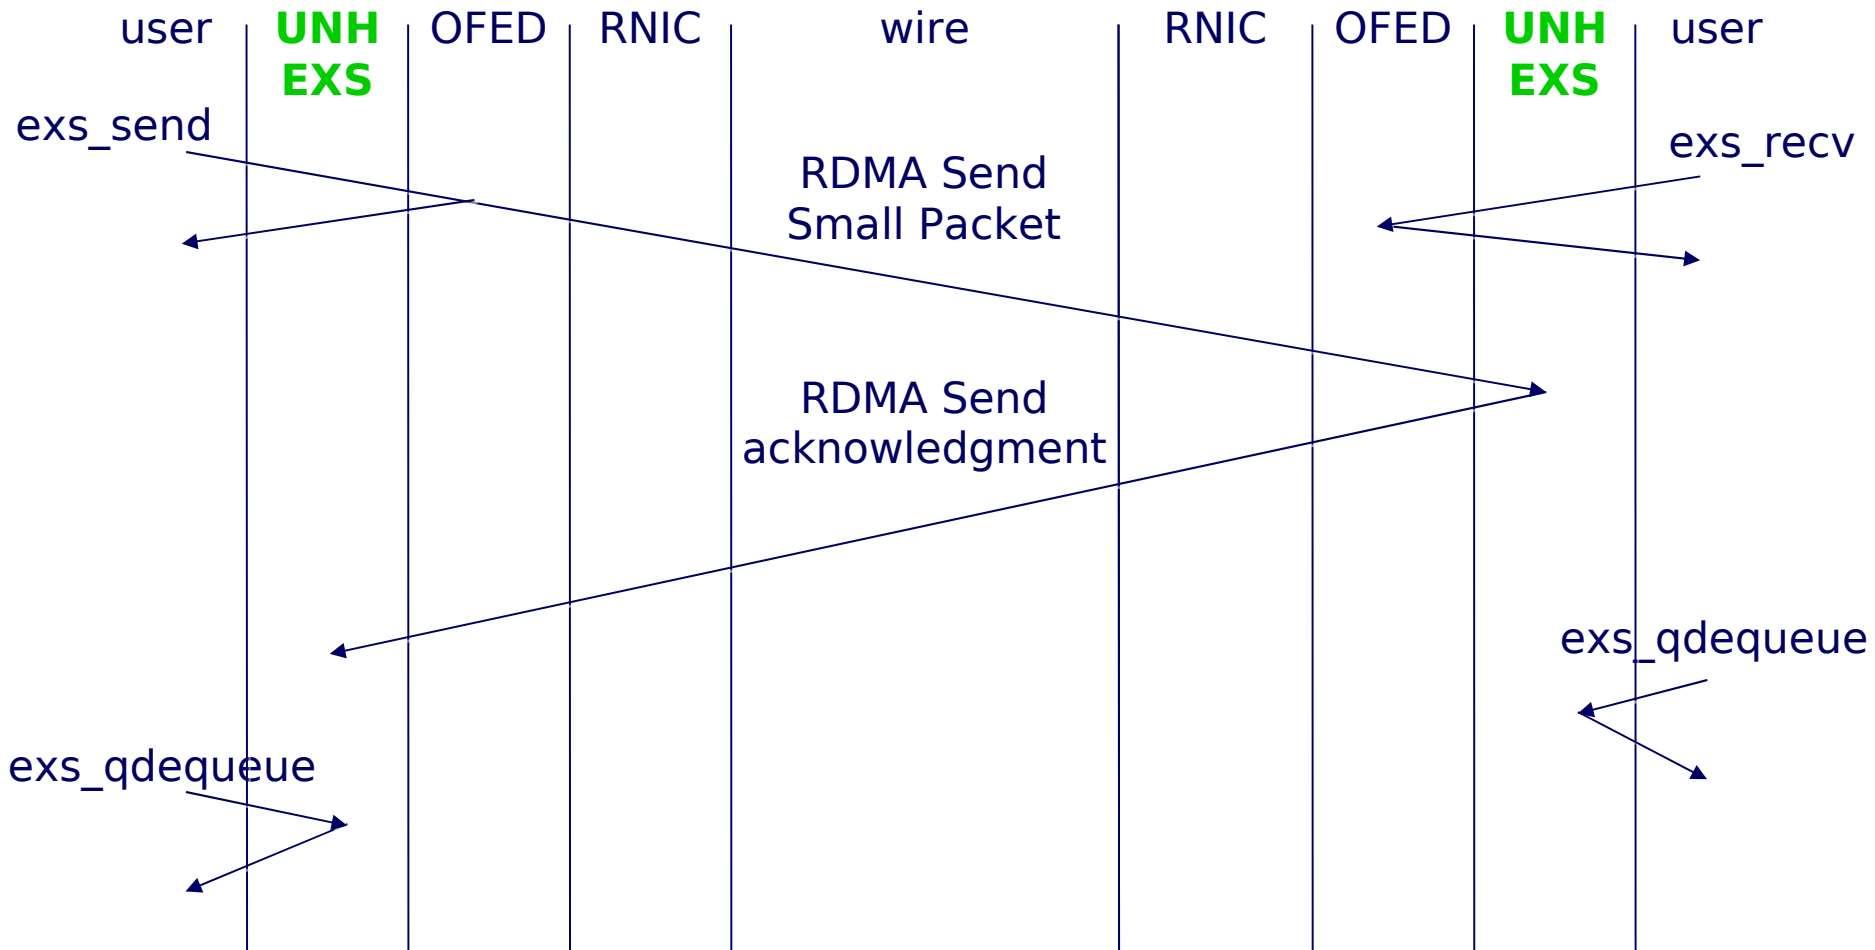 user
UNH
EXS
OFED
RNIC
wire
RNIC
OFED
UNH
EXS
user
exs_send
exs_recv
RDMA Send
Small Packet
RDMA Send
acknowledgment
exs_qdequeue
exs_qdequeue